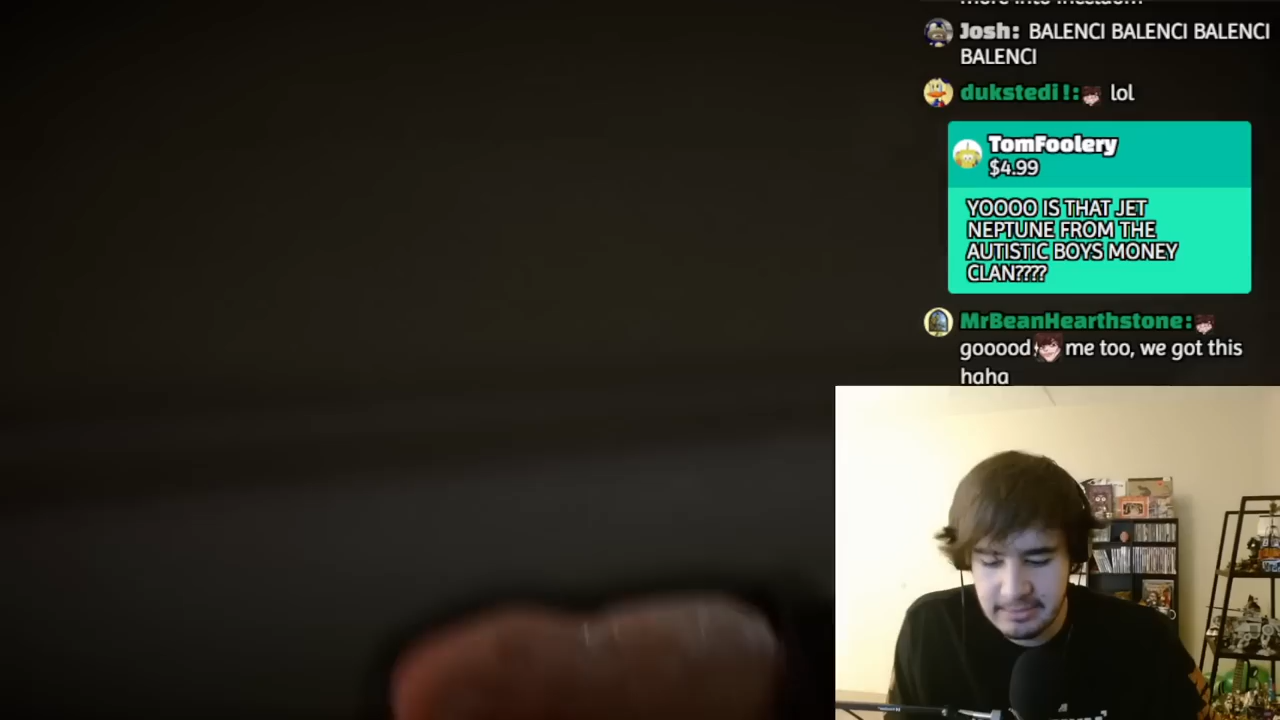 Josh: BALENCI BALENCI BALENCI
BALENCI
dukstedi!: lol
TomFoolery
$4.99
YOOOO IS THAT JET
NEPTUNE FROM THE
AUTISTIC BOYS MONEY
CLAN????
MrBeanHearthstone:
gooood me too, we got this
haha